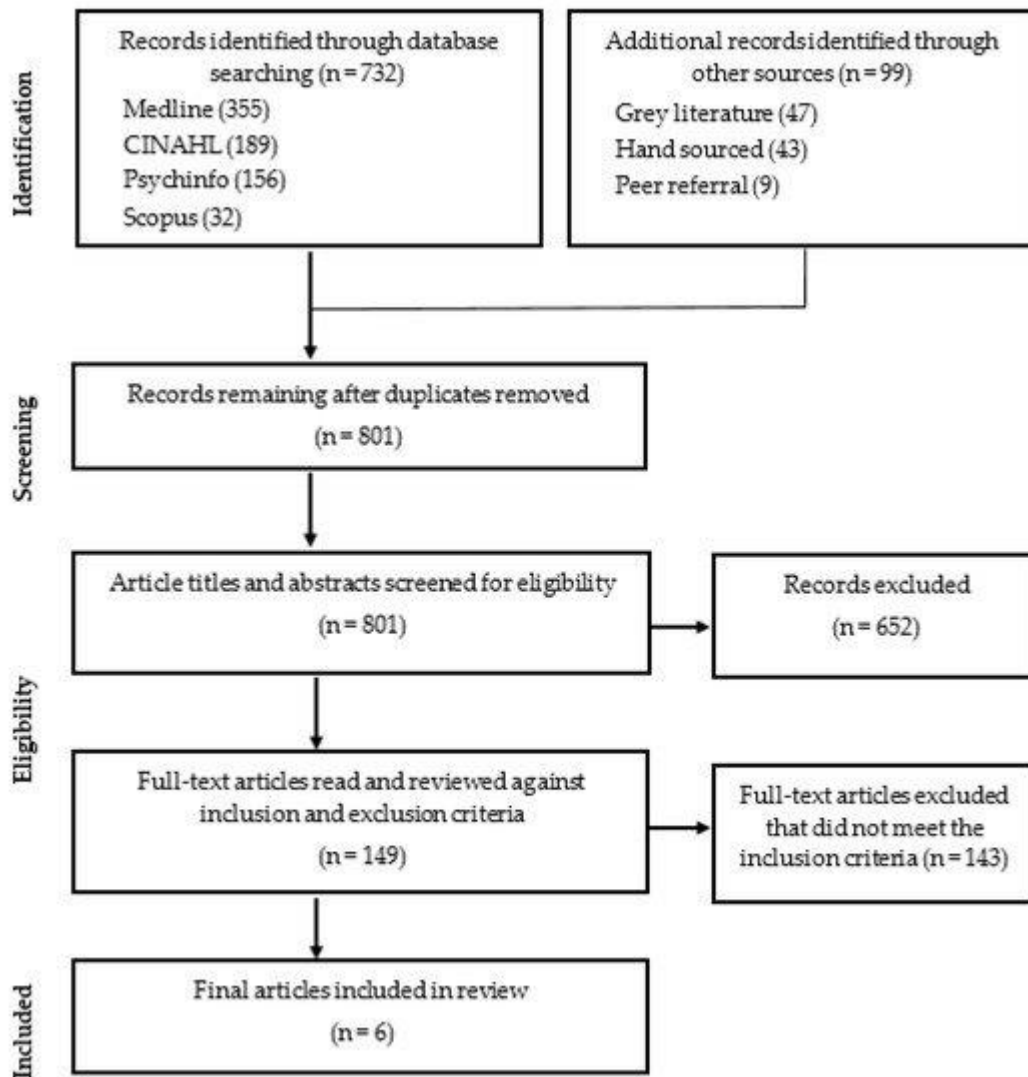 Identification
Records identified through database
searching (n = 732)
Medline (355)
CINAHL (189)
Psychinfo (156)
Scopus (32)
Additional records identified through
other sources (n = 99)
Grey literature (47)
Hand sourced (43)
Peer referral (9)
Screening
Records remaining after duplicates removed
(n = 801)
Eligibility
Article titles and abstracts screened for eligibility
(n = 801)
Records excluded
(n = 652)
Full-text articles read and reviewed against
inclusion and exclusion criteria
(n = 149)
Full-text articles excluded
that did not meet the
inclusion criteria (n = 143)
Included
Final articles included in review
(n = 6)